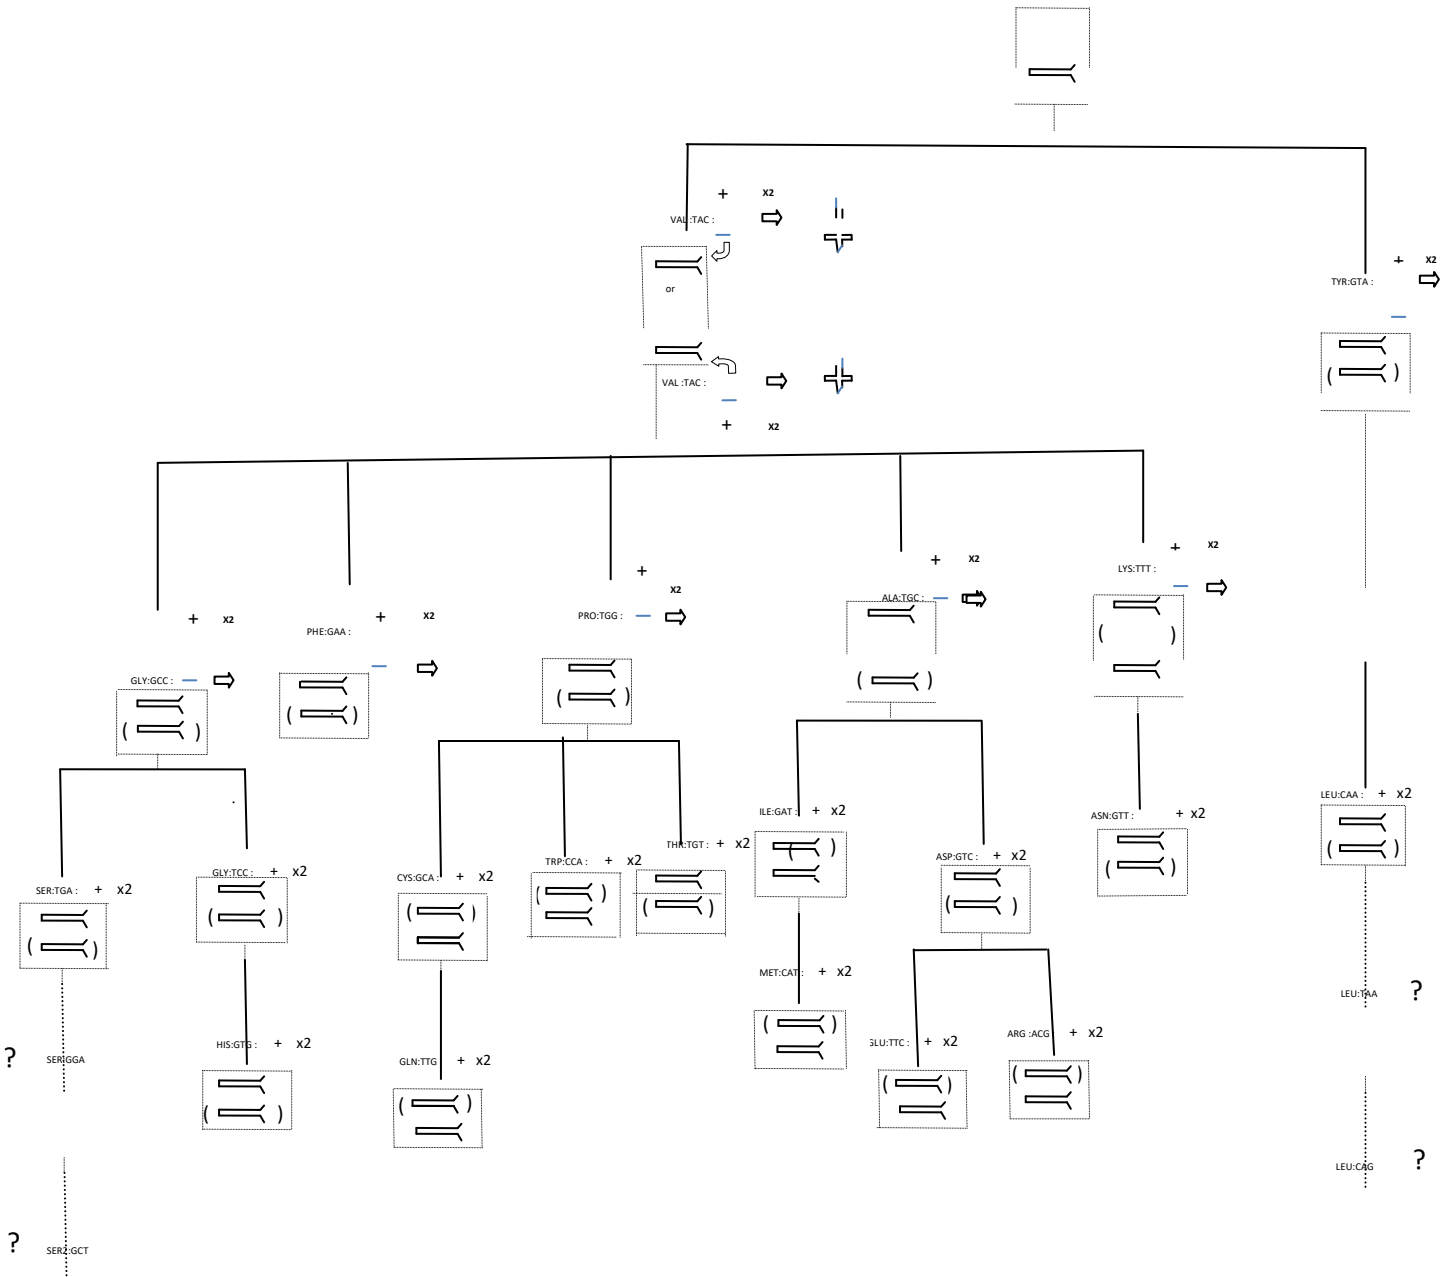 + X2
VAL :TAC :
or
VAL :TAC :
+ X2
+ X2
TYR:GTA :
( )
+ X2
GLY:GCC :
( )
+ X2
PHE:GAA :
( )
+
X2
PRO:TGG :
( )
+ X2
ALA:TGC :
( )
+ X2
LYS:TTT :
( )
SER:TGA : + x2
( )
GLY:TCC : + x2
( )
CYS:GCA : + x2
( )
TRP:CCA : + x2
( )
THR:TGT : + x2
( )
ILE:GAT : + x2
( )
ASP:GTC : + x2
( )
ASN:GTT : + x2
( )
LEU:CAA : + x2
( )
? SER:GGA
HIS:GTG : + x2
( )
GLN:TTG + x2
( )
MET:CAT : + x2
( )
GLU:TTC : + x2
( )
ARG :ACG + x2
( )
LEU:TAA ?
LEU:CAG ?
? SER2:GCT